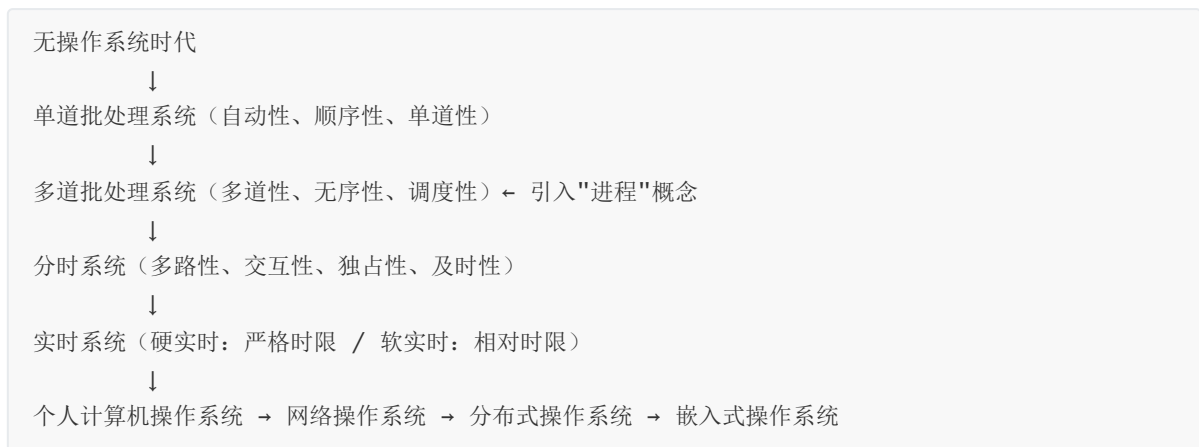 无操作系统时代
↓
单道批处理系统（自动性、顺序性、单道性）
↓
多道批处理系统（多道性、无序性、调度性）← 引入"进程"概念
↓
分时系统（多路性、交互性、独占性、及时性）
↓
实时系统（硬实时：严格时限 / 软实时：相对时限）
↓
个人计算机操作系统 → 网络操作系统 → 分布式操作系统 → 嵌入式操作系统